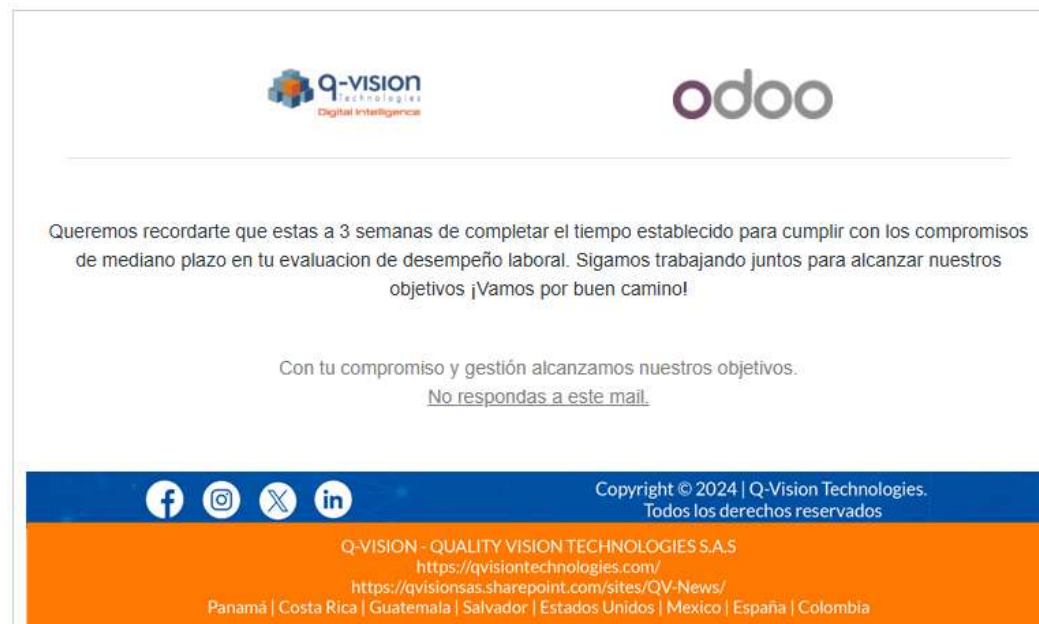 q-vision
Technologies
Digital Intelligence
odoo
Queremos recordarte que estas a 3 semanas de completar el tiempo establecido para cumplir con los compromisos
de mediano plazo en tu evaluacion de desempeño laboral. Sigamos trabajando juntos para alcanzar nuestros
objetivos ¡Vamos por buen camino!
Con tu compromiso y gestión alcanzamos nuestros objetivos.
No respondas a este mail.
Copyright © 2024 | Q-Vision Technologies.
Todos los derechos reservados
Q-VISION - QUALITY VISION TECHNOLOGIES S.A.S
https://qvisiontechnologies.com/
https://qvisionsas.sharepoint.com/sites/QV-News/
Panamá | Costa Rica | Guatemala | Salvador | Estados Unidos | Mexico | España | Colombia